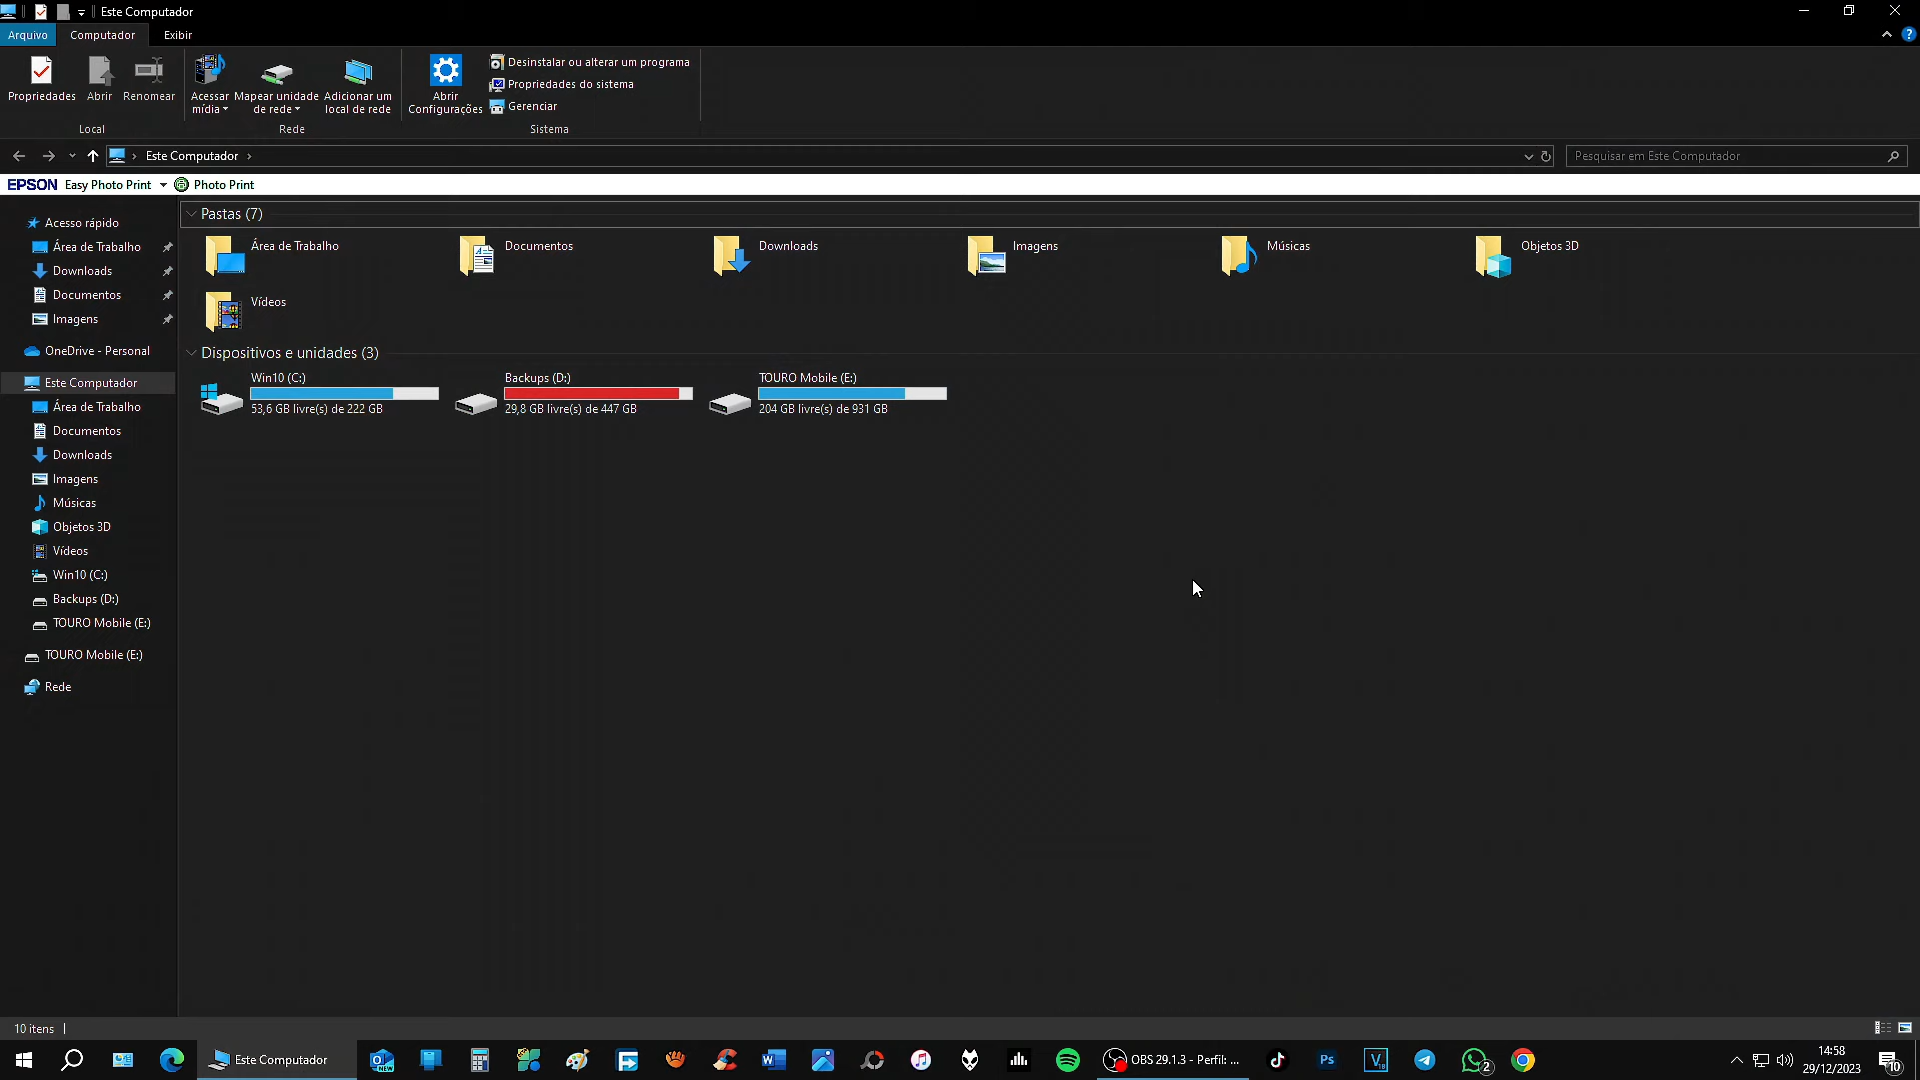 Este Computador
Arquivo Computador Exibir
Propriedades
Abrir
Renomear
Acessar mídia
Mapear unidade de rede
Adicionar um local de rede
Abrir Configurações
Desinstalar ou alterar um programa
Propriedades do sistema
Gerenciar
Local
Rede
Sistema
Este Computador
Pesquisar em Este Computador
EPSON Easy Photo Print Photo Print
Acesso rápido
Área de Trabalho
Downloads
Documentos
Imagens
OneDrive - Personal
Este Computador
Área de Trabalho
Documentos
Downloads
Imagens
Músicas
Objetos 3D
Vídeos
Win10 (C:)
Backups (D:)
TOURO Mobile (E:)
TOURO Mobile (E:)
Rede
Pastas (7)
Área de Trabalho
Documentos
Downloads
Imagens
Músicas
Objetos 3D
Vídeos
Dispositivos e unidades (3)
Win10 (C:)
53,6 GB livre(s) de 222 GB
Backups (D:)
29,8 GB livre(s) de 447 GB
TOURO Mobile (E:)
204 GB livre(s) de 931 GB
10 itens
Este Computador
NEW
OBS 29.1.3 - Perfil: ...
Ps
2
14:58
29/12/2023
10